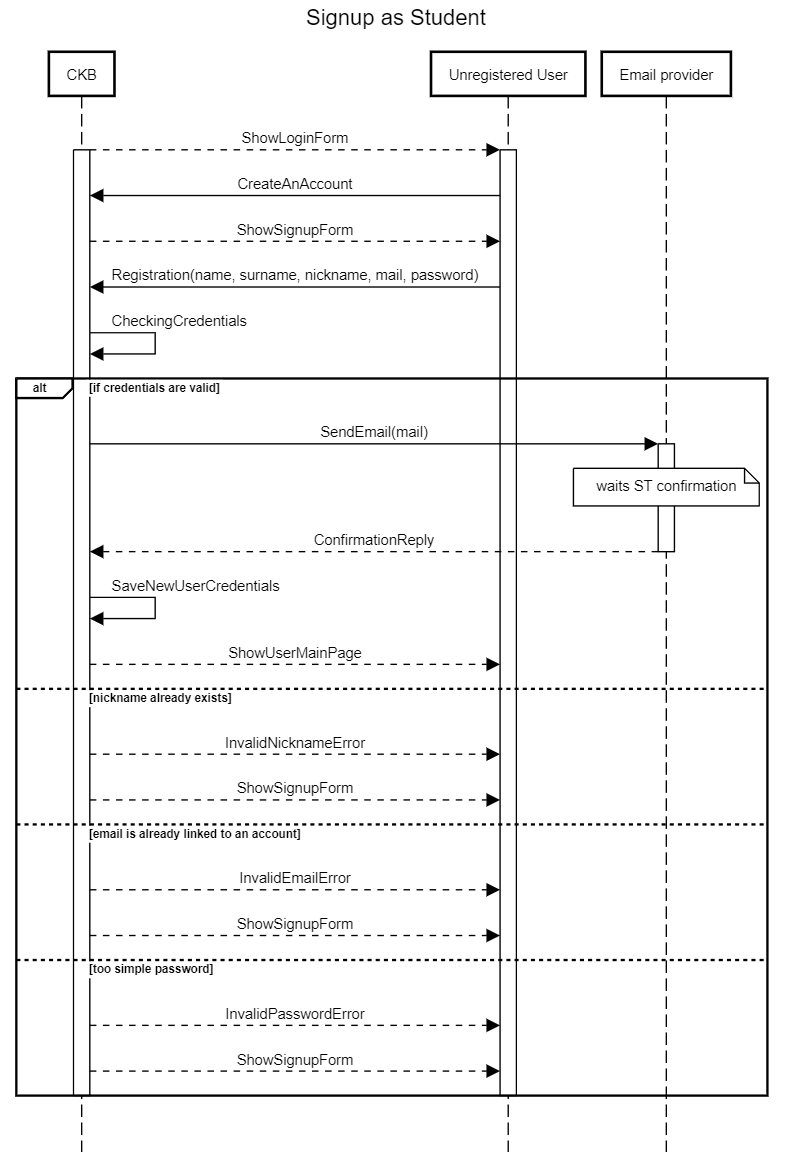 Signup as Student
CKB
Unregistered User
Email provider
ShowLoginForm
CreateAnAccount
ShowSignupForm
Registration(name, surname, nickname, mail, password)
CheckingCredentials
alt
[if credentials are valid]
SendEmail(mail)
waits ST confirmation
ConfirmationReply
SaveNewUserCredentials
ShowUserMainPage
[nickname already exists]
InvalidNicknameError
ShowSignupForm
[email is already linked to an account]
InvalidEmailError
ShowSignupForm
[too simple password]
InvalidPasswordError
ShowSignupForm